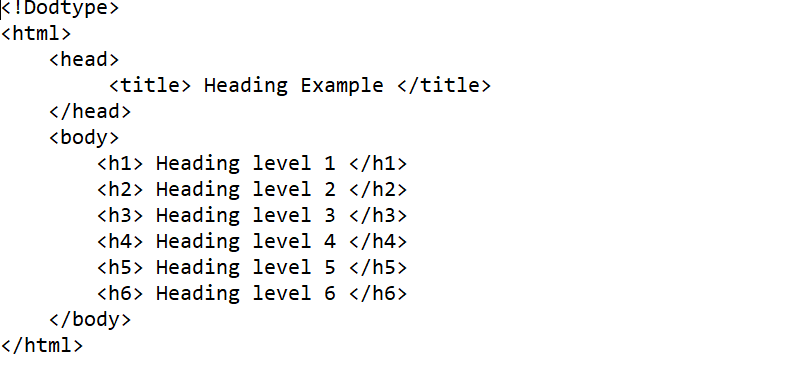 <!Dodtype>
<html>
<head>
<title> Heading Example </title>
</head>
<body>
<h1> Heading level 1 </h1>
<h2> Heading level 2 </h2>
<h3> Heading level 3 </h3>
<h4> Heading level 4 </h4>
<h5> Heading level 5 </h5>
<h6> Heading level 6 </h6>
</body>
</html>